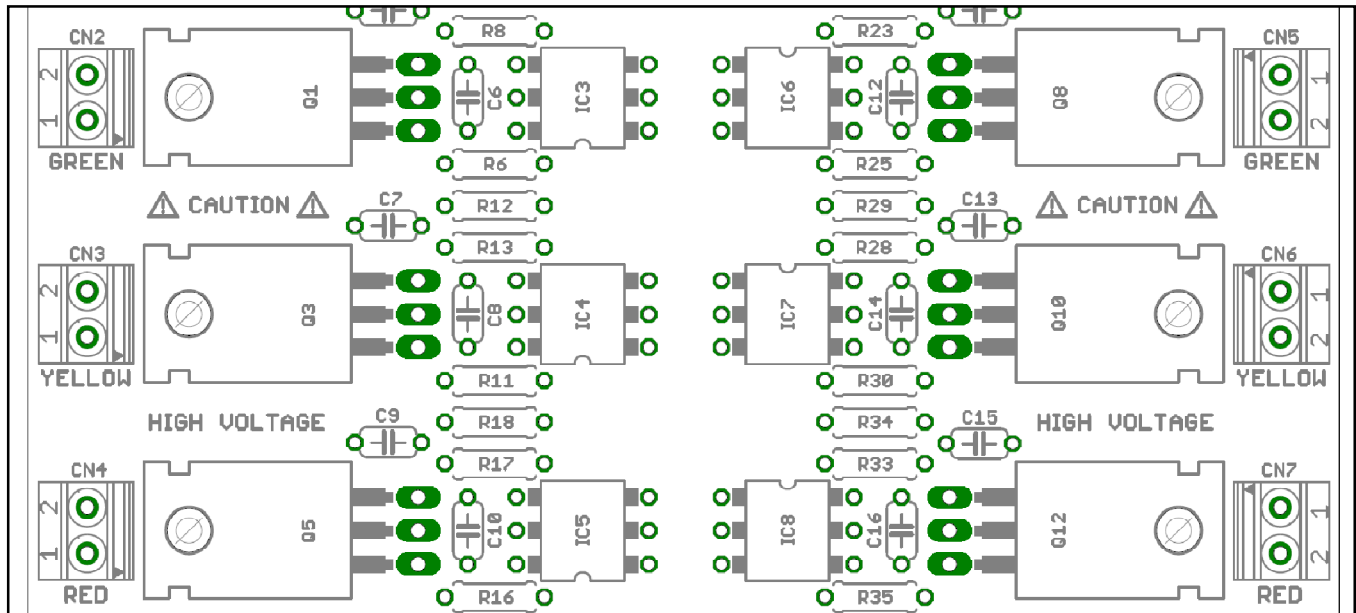 R8
R23
CN2
CN5
2
1
Q1
C6
IC3
IC6
C12
Q8
1
2
GREEN
GREEN
R6
R25
CAUTION
C7
R12
R29
C13
CAUTION
R13
R28
CN3
CN6
2
1
Q3
C8
IC4
IC7
C14
Q10
1
2
YELLOW
YELLOW
R11
R30
HIGH VOLTAGE
C9
R18
R34
C15
HIGH VOLTAGE
R17
R33
CN4
CN7
2
1
Q5
C10
IC5
IC8
C16
Q12
1
2
RED
RED
R16
R35